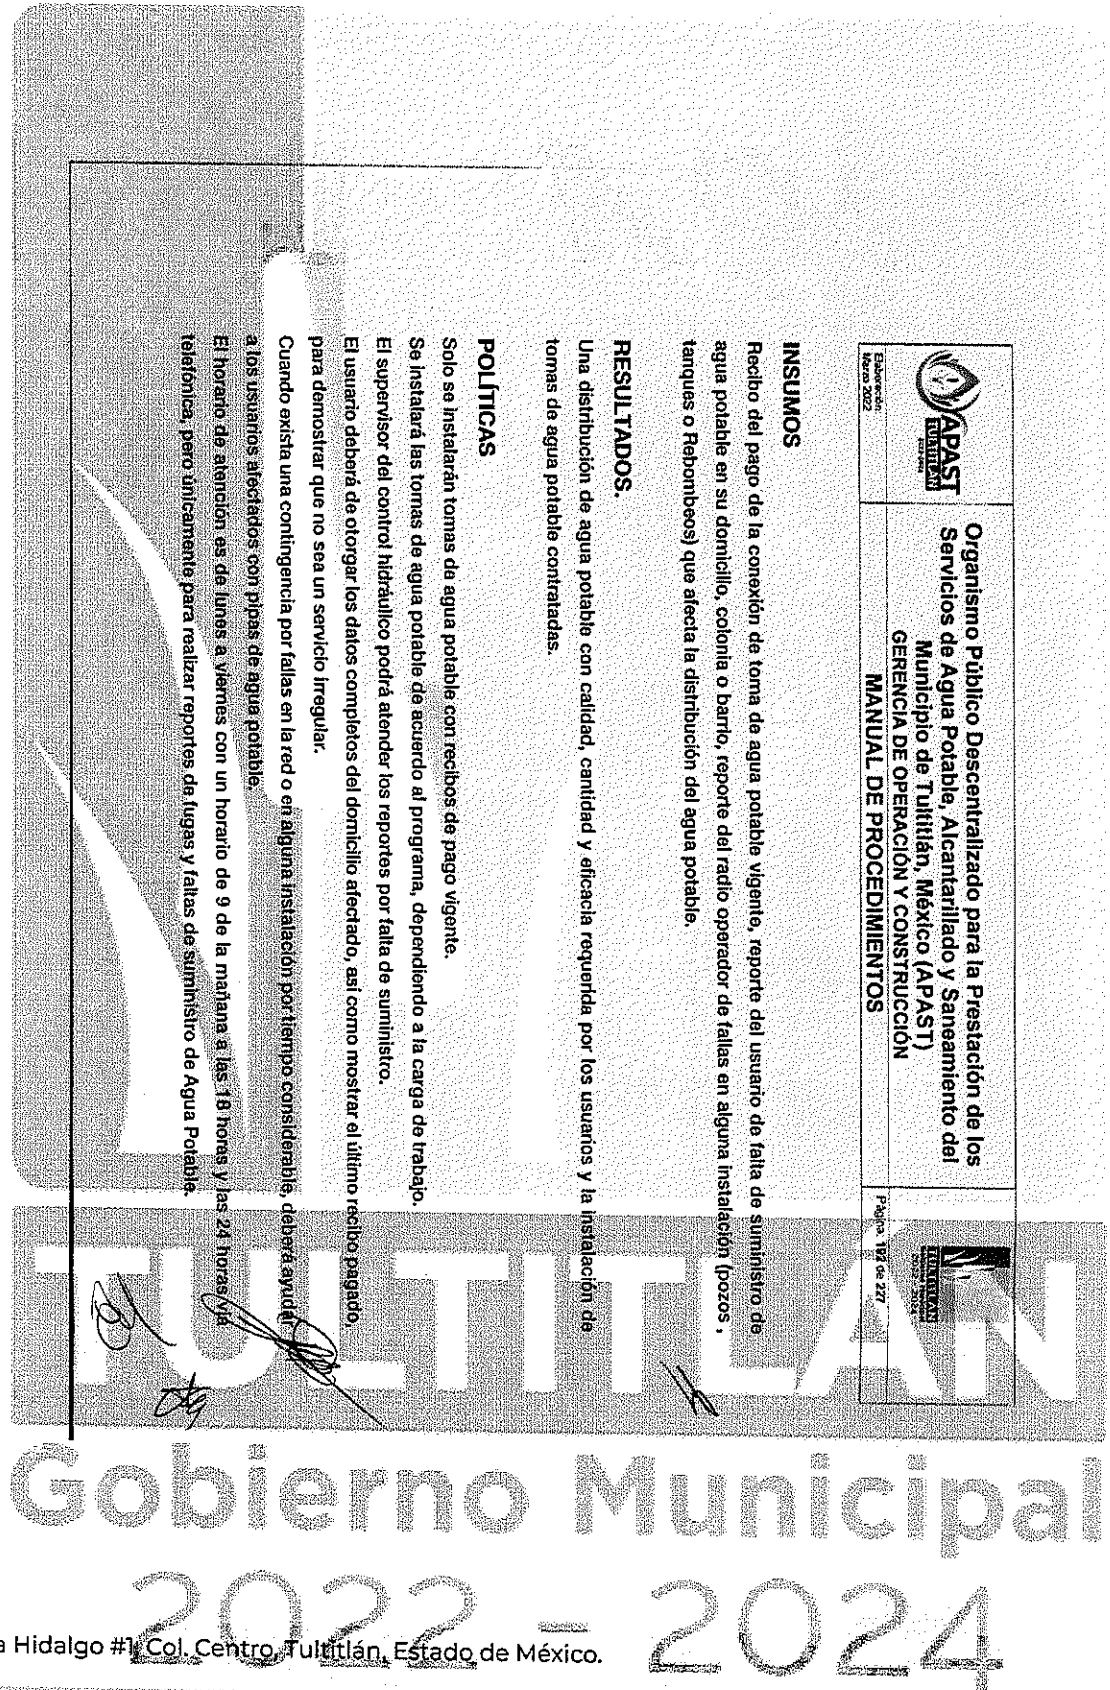 APAST
TULTITLÁN
2022-2024
Elaboración:
Marzo 2022
Organismo Público Descentralizado para la Prestación de los
Servicios de Agua Potable, Alcantarillado y Saneamiento del
Municipio de Tultitlán, México (APAST)
GERENCIA DE OPERACIÓN Y CONSTRUCCIÓN
MANUAL DE PROCEDIMIENTOS
TULTITLÁN
Página. 192 de 227
INSUMOS
Recibo del pago de la conexión de toma de agua potable vigente, reporte del usuario de falta de suministro de
agua potable en su domicilio, colonia o barrio, reporte del radio operador de fallas en alguna instalación (pozos ,
tanques o Rebombeos) que afecta la distribución del agua potable.
RESULTADOS.
Una distribución de agua potable con calidad, cantidad y eficacia requerida por los usuarios y la instalación de
tomas de agua potable contratadas.
POLÍTICAS
Solo se instalarán tomas de agua potable con recibos de pago vigente.
Se instalará las tomas de agua potable de acuerdo al programa, dependiendo a la carga de trabajo.
El supervisor del control hidráulico podrá atender los reportes por falta de suministro.
El usuario deberá de otorgar los datos completos del domicilio afectado, así como mostrar el último recibo pagado,
para demostrar que no sea un servicio irregular.
Cuando exista una contingencia por fallas en la red o en alguna instalación por tiempo considerable, deberá ayudar
a los usuarios afectados con pipas de agua potable.
El horario de atención es de lunes a viernes con un horario de 9 de la mañana a las 18 horas y las 24 horas vía
telefónica, pero únicamente para realizar reportes de fugas y faltas de suministro de Agua Potable.
TULTITLÁN
Gobierno Municipal
2022 - 2024
a Hidalgo #1, Col. Centro, Tultitlán, Estado de México.